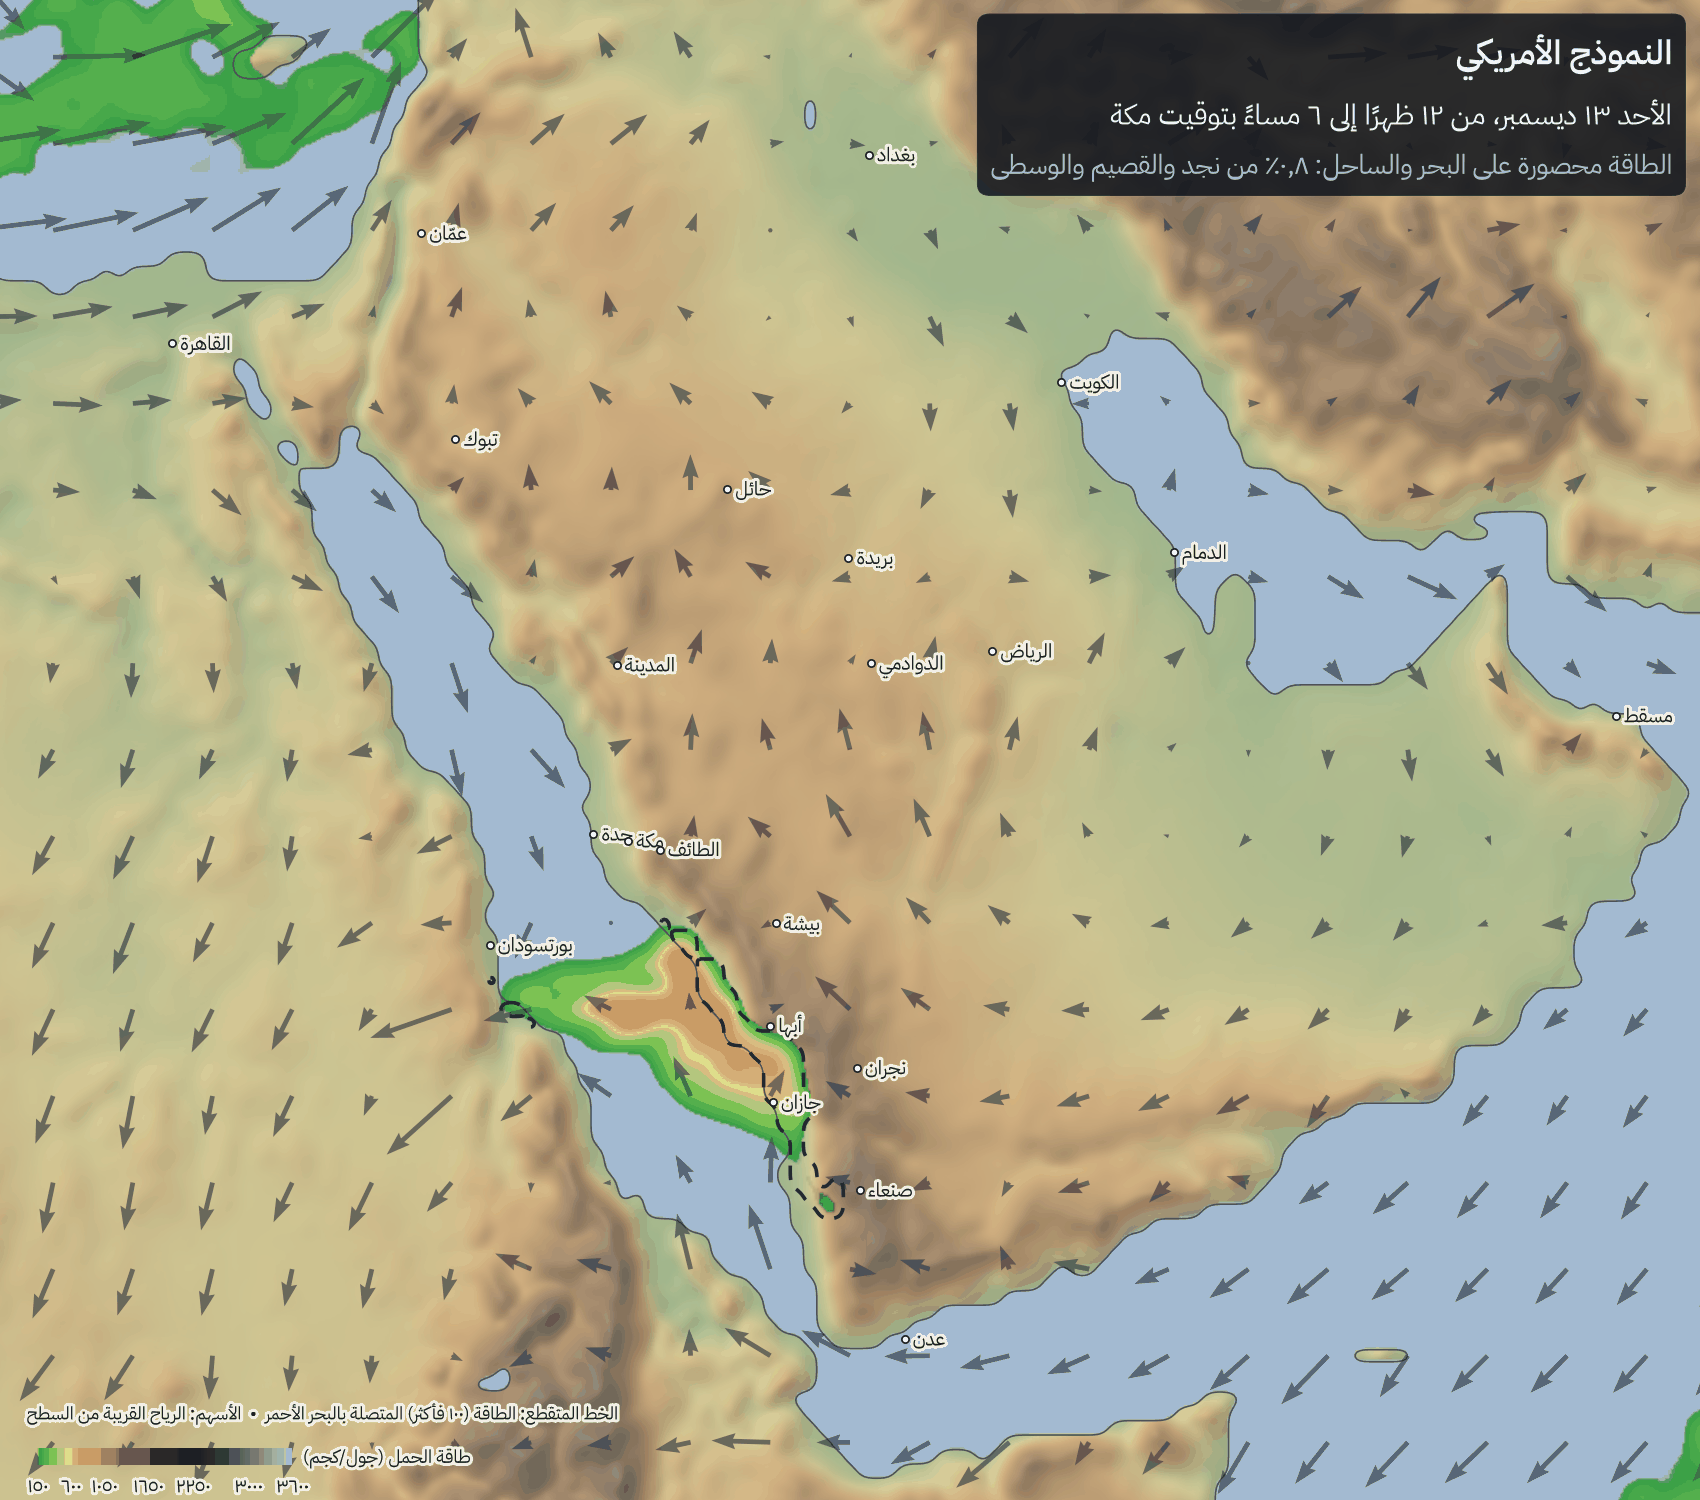 النموذج الأمريكي
الأحد ١٣ ديسمبر، من ١٢ ظهرًا إلى ٦ مساءً بتوقيت مكة
الطاقة محصورة على البحر والساحل: ٠,٨٪ من نجد والقصيم والوسطى
بغداد
عمّان
القاهرة
الكويت
تبوك
حائل
بريدة
الدمام
المدينة
الدوادمي
الرياض
مسقط
جدة
مكة
الطائف
بيشة
بورتسودان
أبها
نجران
جازان
صنعاء
عدن
الخط المتقطع: الطاقة (١٠٠ فأكثر) المتصلة بالبحر الأحمر • الأسهم: الرياح القريبة من السطح
طاقة الحمل (جول/كجم)
١٥٠ ٦٠٠ ١٠٥٠ ١٦٥٠ ٢٢٥٠ ٣٠٠٠ ٣٦٠٠